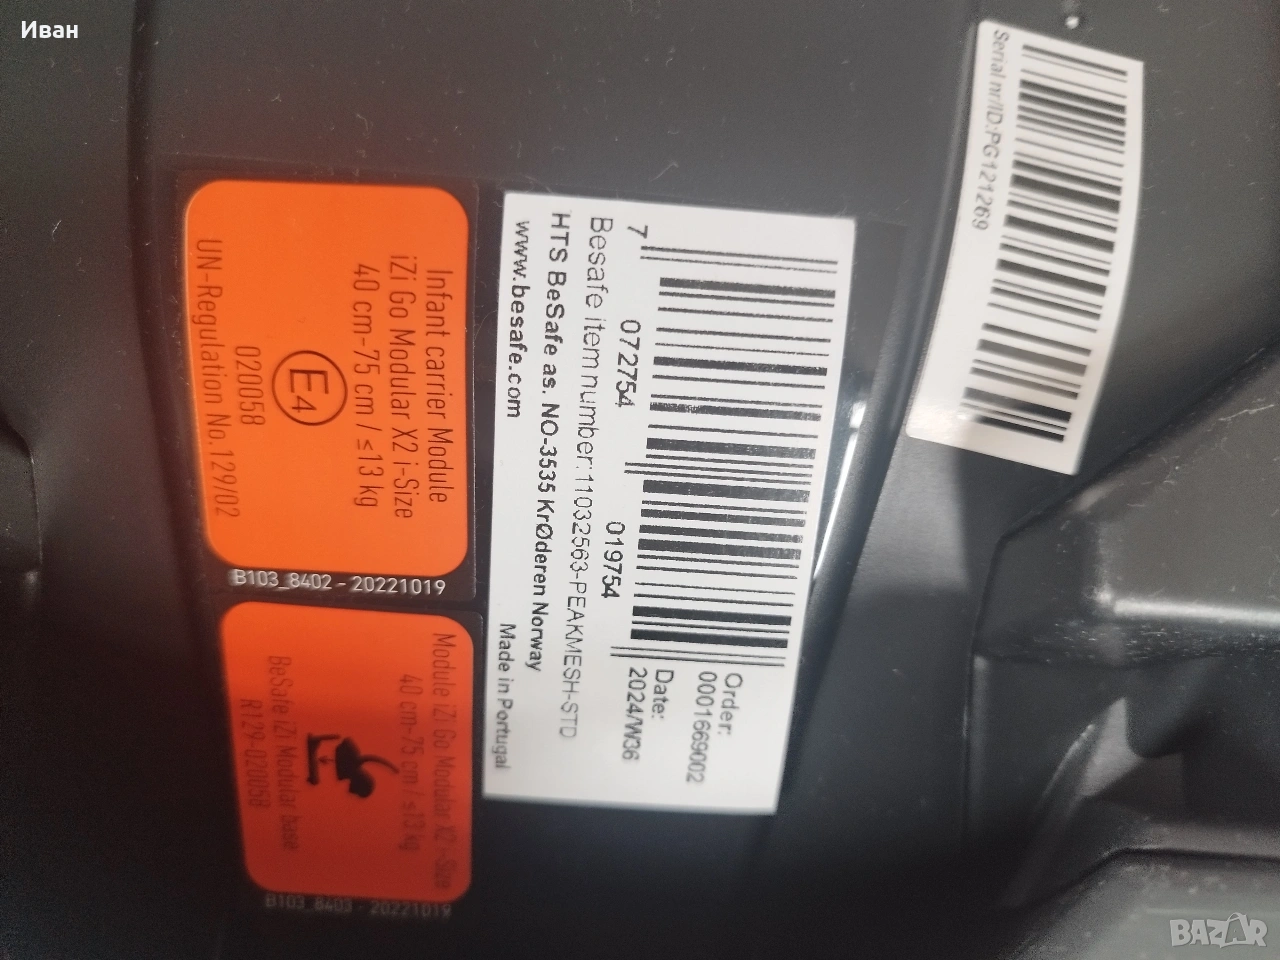 Иван
Serial nr/ID:PG121269
Infant carrier Module
iZi Go Modular X2 i-Size
40 cm-75 cm / ≤13 kg
E4
020058
UN-Regulation No.129/02
B103_8402 - 20221019
Order:
0001669002
Date:
2024/W36
7 072754 019754
Besafe itemnumber:11032563-PEAKMESH-STD
HTS BeSafe as. NO-3535 KrØderen Norway
www.besafe.com
Made in Portugal
Module iZi Go Modular X2 i-Size
40 cm-75 cm / ≤13 kg
BeSafe iZi Modular base
R129-020058
B103_8403 - 20221019
BAZAR